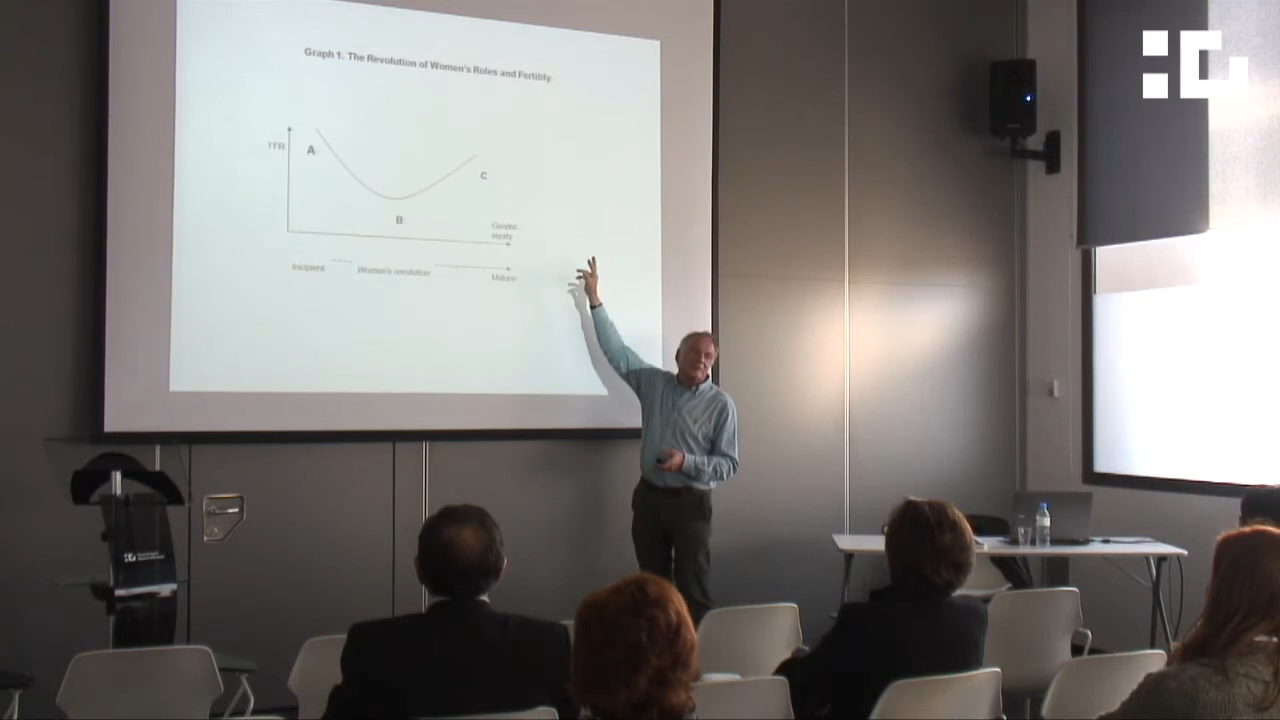 Graph 1. The Revolution of Women's Roles and Fertility
TFR
A
C
B
Gender
equity
Incipient
Women's revolution
Mature